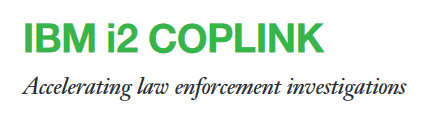 IBM i2 COPLINK
Accelerating law enforcement investigations